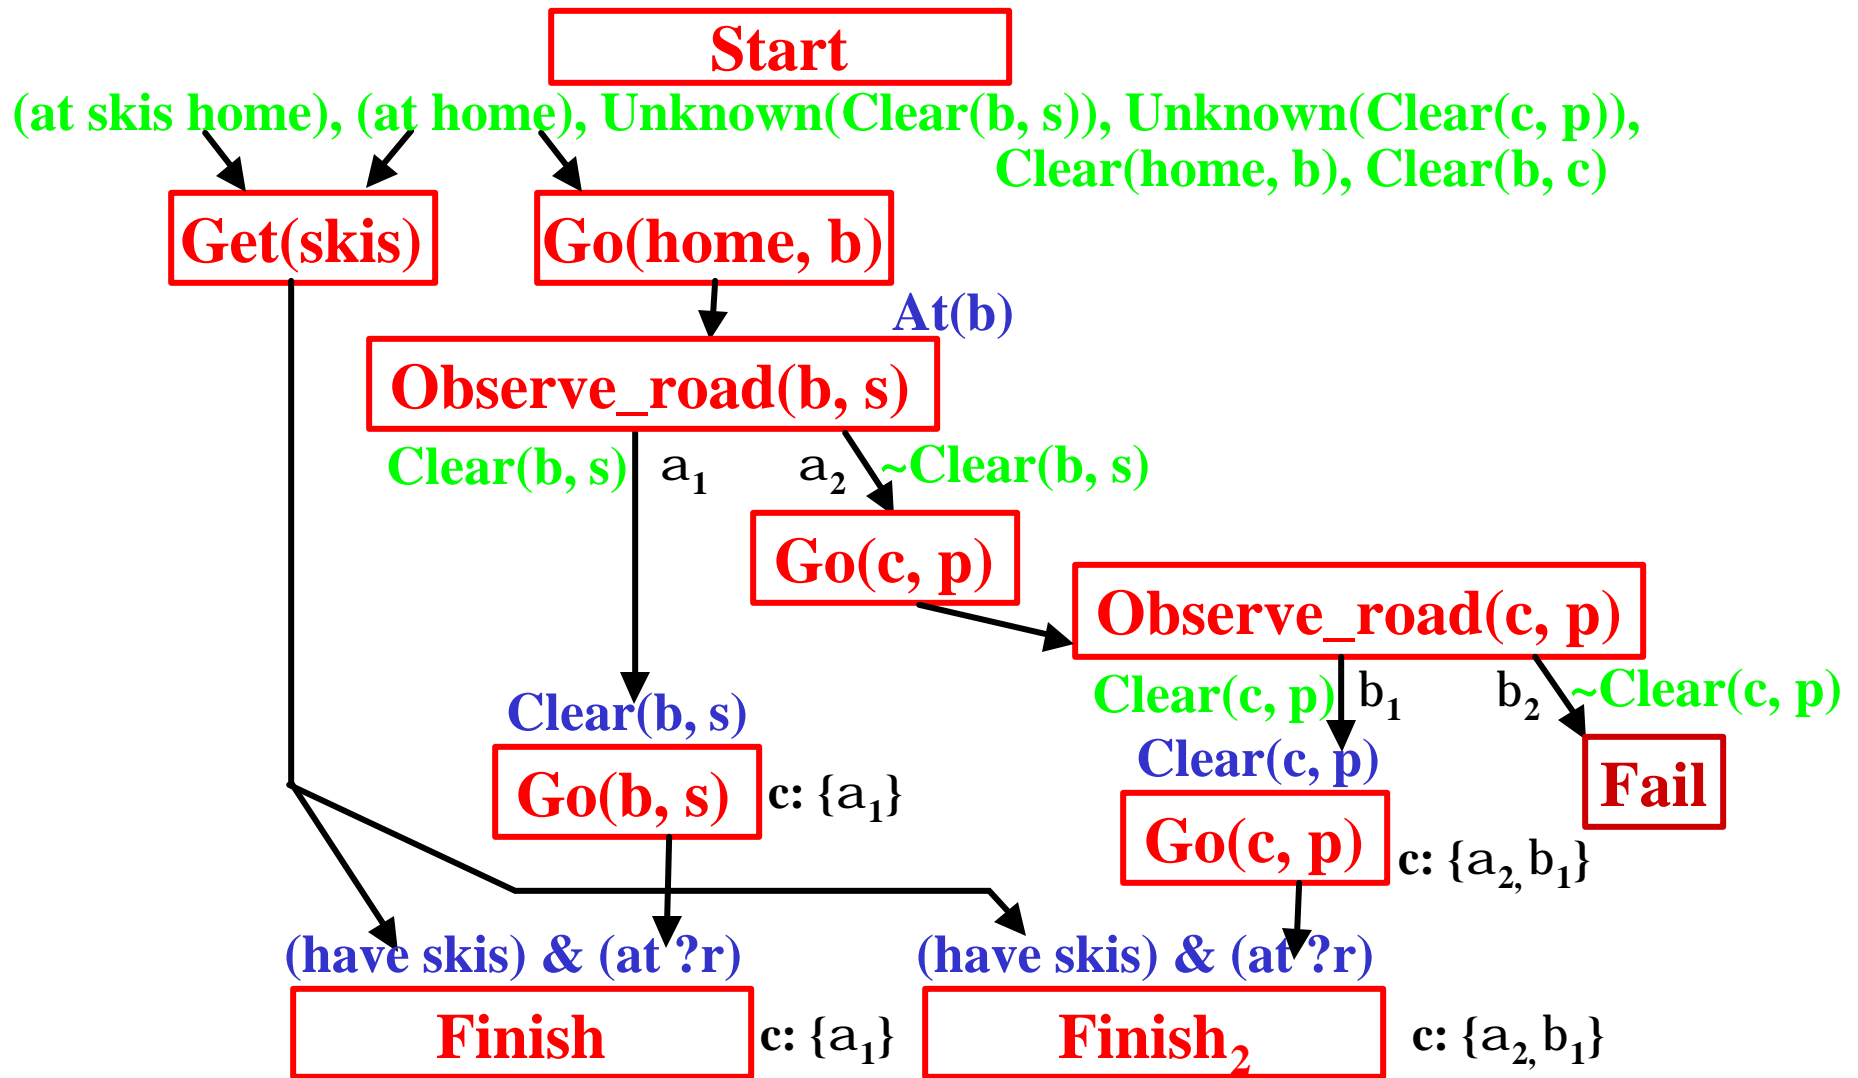 Start
(at skis home), (at home), Unknown(Clear(b, s)), Unknown(Clear(c, p)),
Clear(home, b), Clear(b, c)
Get(skis)
Go(home, b)
At(b)
Observe_road(b, s)
Clear(b, s)
a1
a2
~Clear(b, s)
Go(c, p)
Observe_road(c, p)
Clear(c, p)
b1
b2
~Clear(c, p)
Clear(b, s)
Clear(c, p)
Go(b, s)
c: {a1}
Fail
Go(c, p)
c: {a2, b1}
(have skis) & (at ?r)
(have skis) & (at ?r)
Finish
c: {a1}
Finish2
c: {a2, b1}